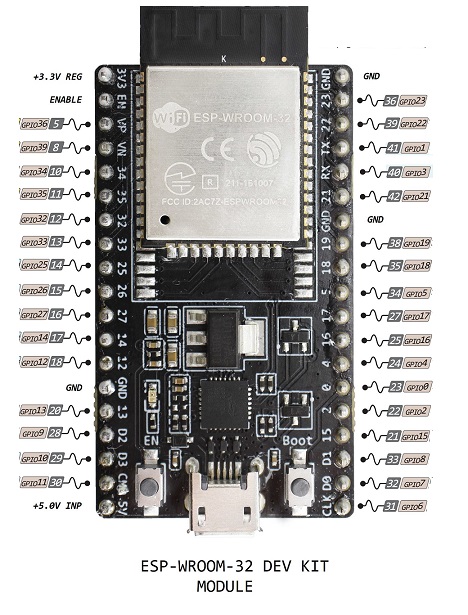 K
+3.3V REG
ENABLE
GPIO36 5
GPIO39 8
GPIO34 10
GPIO35 11
GPIO32 12
GPIO33 13
GPIO25 14
GPIO26 15
GPIO27 16
GPIO14 17
GPIO12 18
GND
GPIO13 20
GPIO9 28
GPIO10 29
GPIO11 30
+5.0V INP
3V3
EN
VP
VN
34
35
32
33
25
26
27
14
12
GND
13
D2
D3
5V
WiFi
ESP-WROOM-32
CE
R
211-161007
FCC ID:2AC7Z-ESPWROOM32
EN
Boot
GND
23
22
TX
RX
21
GND
19
18
5
17
16
4
0
2
15
D1
D0
CLK
GND
36 GPIO23
39 GPIO22
41 GPIO1
40 GPIO3
42 GPIO21
GND
38 GPIO19
35 GPIO18
34 GPIO5
27 GPIO17
25 GPIO16
24 GPIO4
23 GPIO0
22 GPIO2
21 GPIO15
33 GPIO8
32 GPIO7
31 GPIO6
ESP-WROOM-32 DEV KIT
MODULE